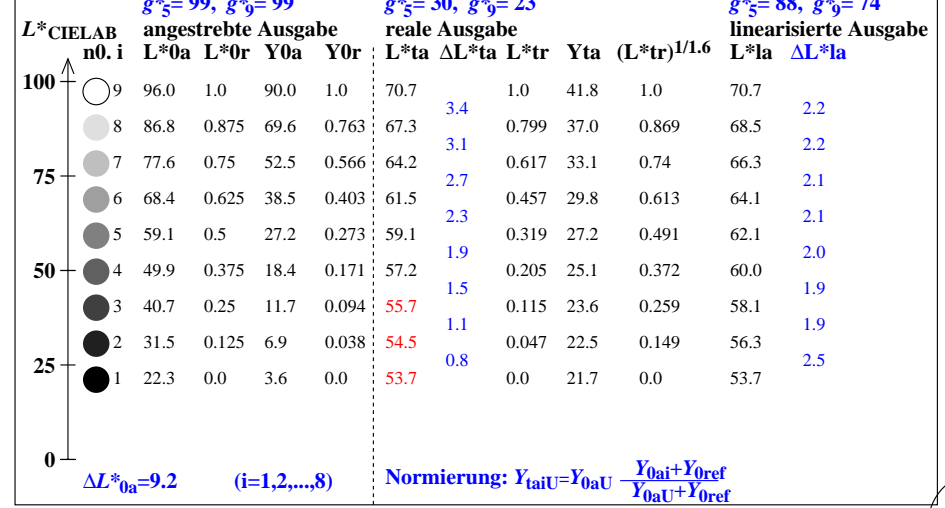 g*5= 99, g*9= 99 g*5= 30, g*9= 23 g*5= 88, g*9= 74
L*CIELAB angestrebte Ausgabe reale Ausgabe linearisierte Ausgabe
n0. i L*0a L*0r Y0a Y0r L*ta ΔL*ta L*tr Yta (L*tr)1/1.6 L*la ΔL*la
100 9 96.0 1.0 90.0 1.0 70.7 1.0 41.8 1.0 70.7
3.4 2.2
8 86.8 0.875 69.6 0.763 67.3 0.799 37.0 0.869 68.5
3.1 2.2
7 77.6 0.75 52.5 0.566 64.2 0.617 33.1 0.74 66.3
75 2.7 2.1
6 68.4 0.625 38.5 0.403 61.5 0.457 29.8 0.613 64.1
2.3 2.1
5 59.1 0.5 27.2 0.273 59.1 0.319 27.2 0.491 62.1
1.9 2.0
50 4 49.9 0.375 18.4 0.171 57.2 0.205 25.1 0.372 60.0
1.5 1.9
3 40.7 0.25 11.7 0.094 55.7 0.115 23.6 0.259 58.1
1.1 1.9
2 31.5 0.125 6.9 0.038 54.5 0.047 22.5 0.149 56.3
25 0.8 2.5
1 22.3 0.0 3.6 0.0 53.7 0.0 21.7 0.0 53.7
0
ΔL*0a=9.2 (i=1,2,...,8) Normierung: YtaiU=Y0aU Y0ai+Y0ref
Y0aU+Y0ref